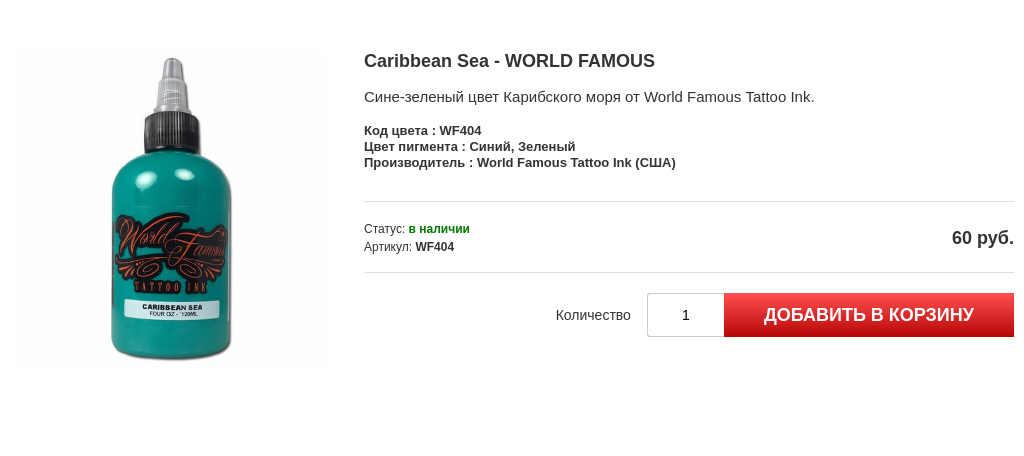 Caribbean Sea - WORLD FAMOUS
Сине-зеленый цвет Карибского моря от World Famous Tattoo Ink.
Код цвета : WF404
Цвет пигмента : Синий, Зеленый
Производитель : World Famous Tattoo Ink (США)
Статус: в наличии
Артикул: WF404
60 руб.
Количество
1
ДОБАВИТЬ В КОРЗИНУ
World Famous
TATTOO INK
CARIBBEAN SEA
FOUR OZ - 120ML